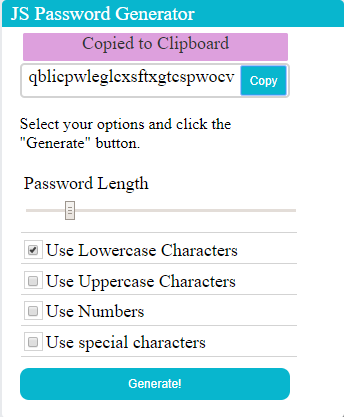 JS Password Generator
Copied to Clipboard
qblicpwleglcxsftxgtcspwocv
Copy
Select your options and click the
"Generate" button.
Password Length
Use Lowercase Characters
Use Uppercase Characters
Use Numbers
Use special characters
Generate!